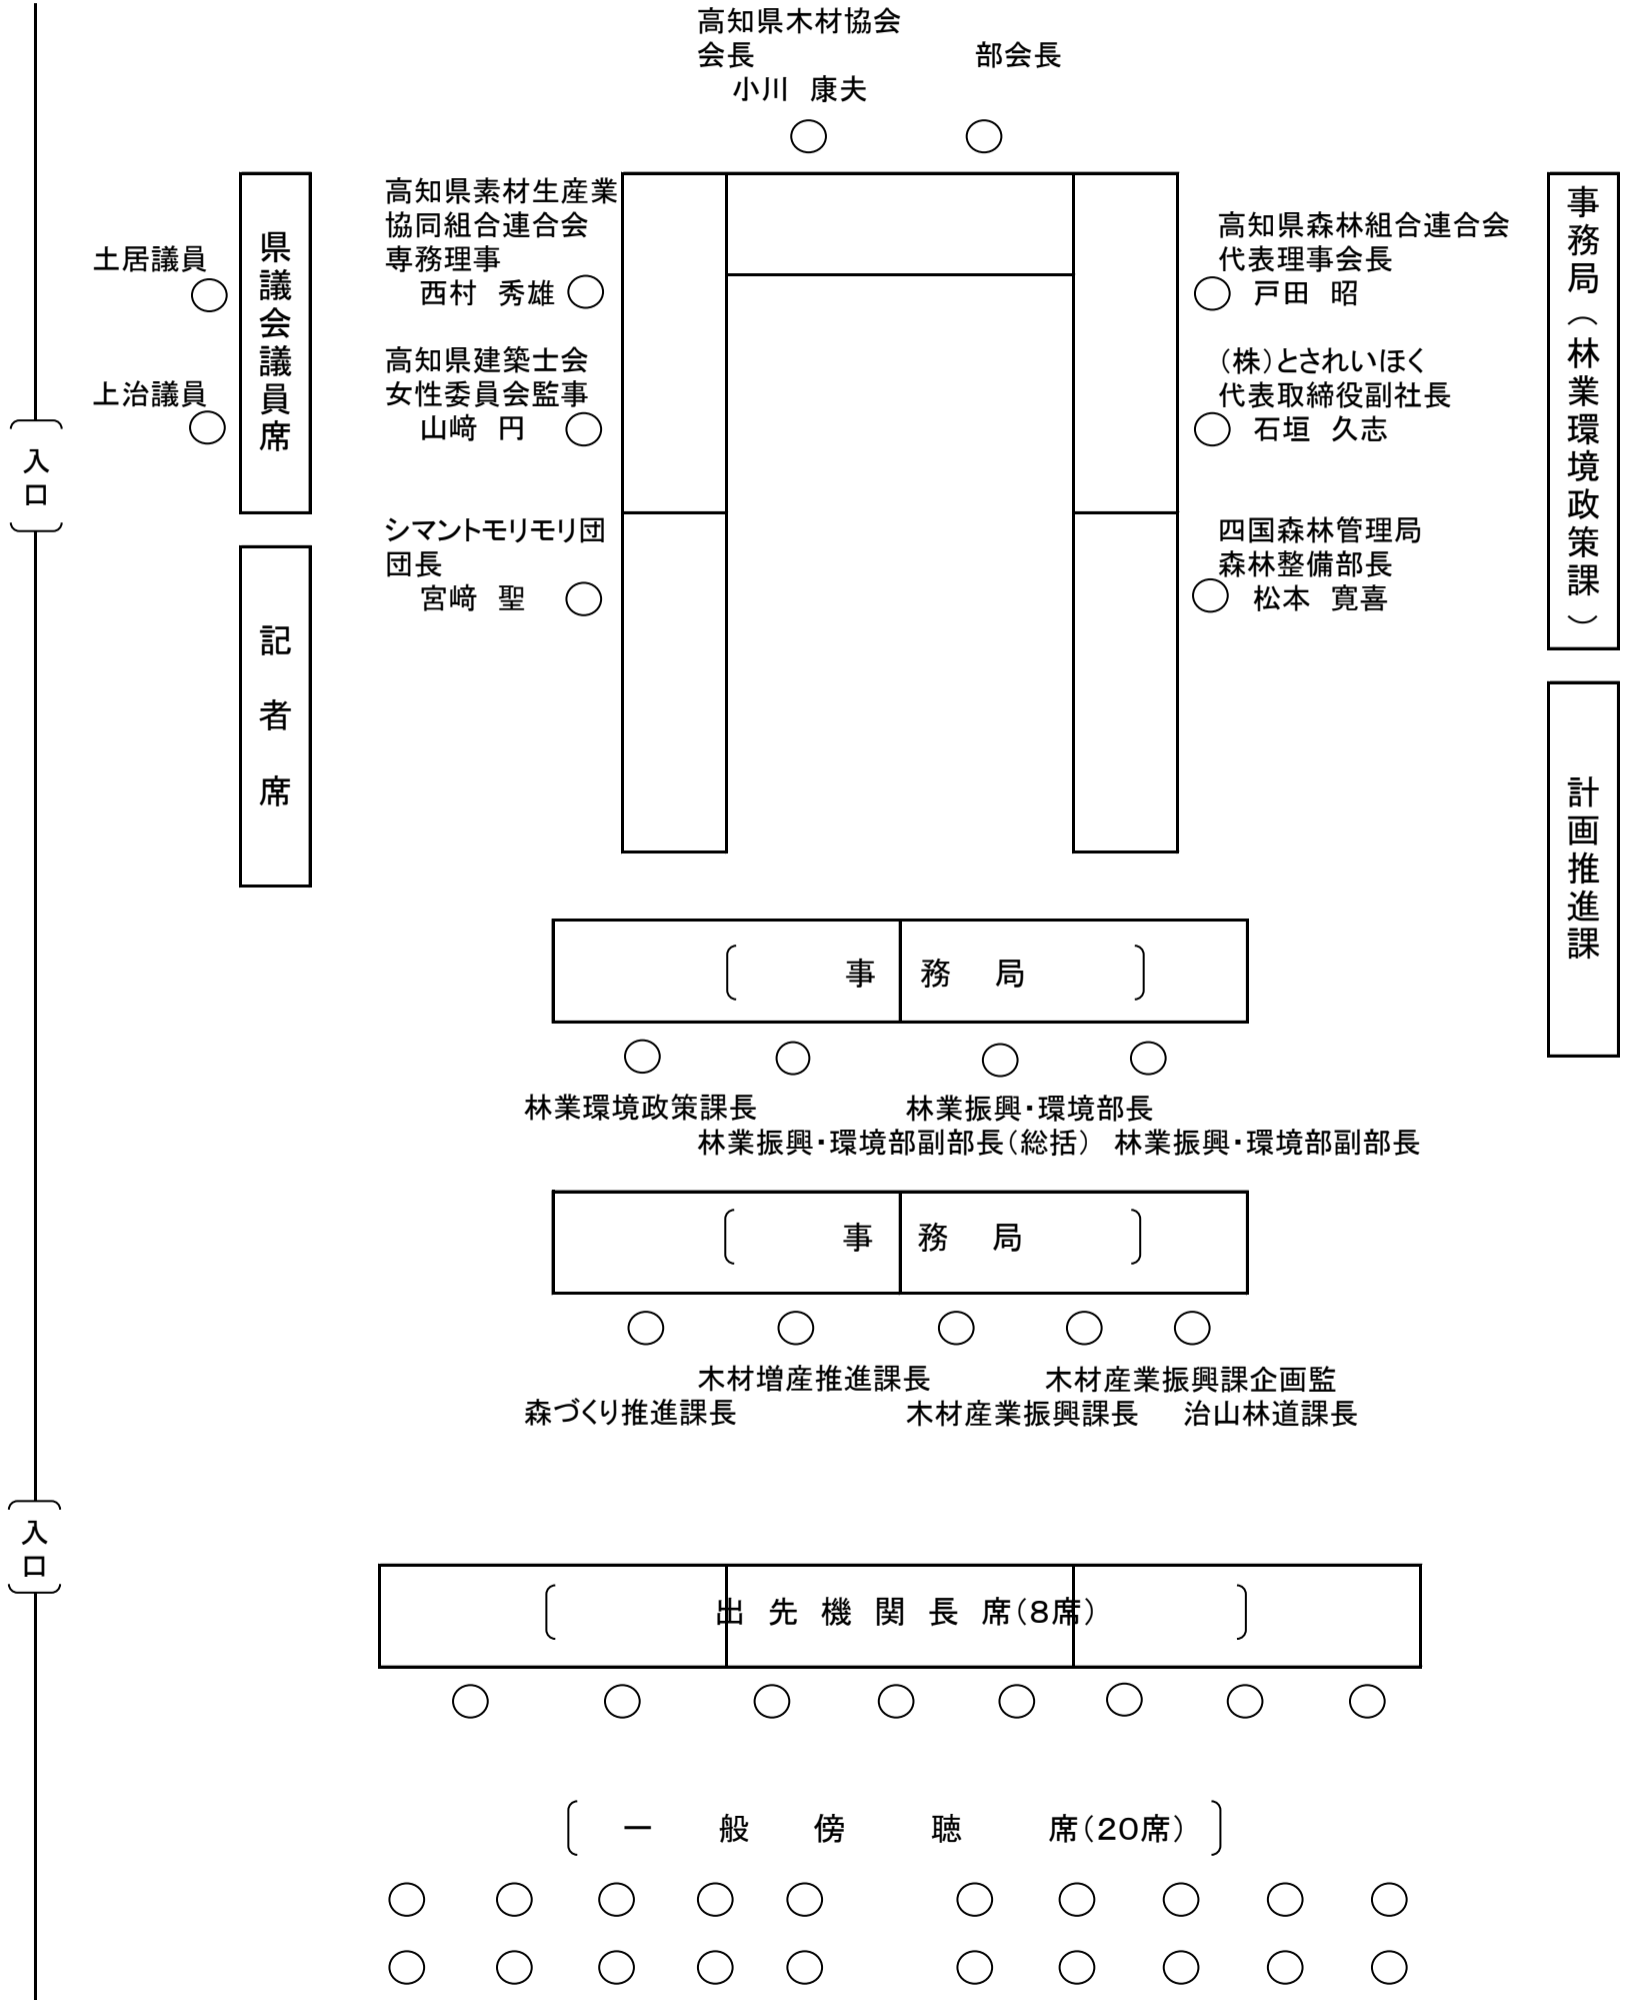 高知県木材協会
会長
部会長
小川 康夫
高知県素材生産業
協同組合連合会
専務理事
西村 秀雄
高知県建築士会
女性委員会監事
山﨑 円
シマントモリモリ団
団長
宮﨑 聖
高知県森林組合連合会
代表理事会長
戸田 昭
(株)とされいほく
代表取締役副社長
石垣 久志
四国森林管理局
森林整備部長
松本 寛喜
土居議員
上治議員
県議会議員席
記者席
入口
事務局(林業環境政策課)
計画推進課
事 務 局
林業環境政策課長
林業振興・環境部長
林業振興・環境部副部長(総括)
林業振興・環境部副部長
事 務 局
木材増産推進課長
木材産業振興課企画監
森づくり推進課長
木材産業振興課長
治山林道課長
入口
出先機関長席(8席)
一般傍聴席(20席)